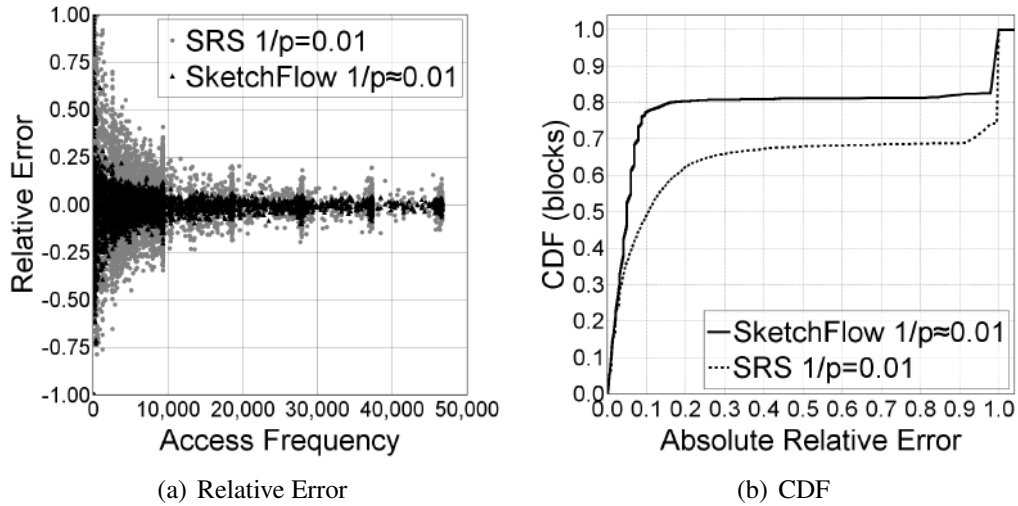 1.00
0.75
0.50
0.25
0.00
-0.25
-0.50
-0.75
-1.00
Relative Error
SRS 1/p=0.01
SketchFlow 1/p≈0.01
0 10,000 20,000 30,000 40,000 50,000
Access Frequency
(a) Relative Error
1.0
0.9
0.8
0.7
0.6
0.5
0.4
0.3
0.2
0.1
0.0
CDF (blocks)
SketchFlow 1/p≈0.01
SRS 1/p=0.01
0.0 0.1 0.2 0.3 0.4 0.5 0.6 0.7 0.8 0.9 1.0
Absolute Relative Error
(b) CDF